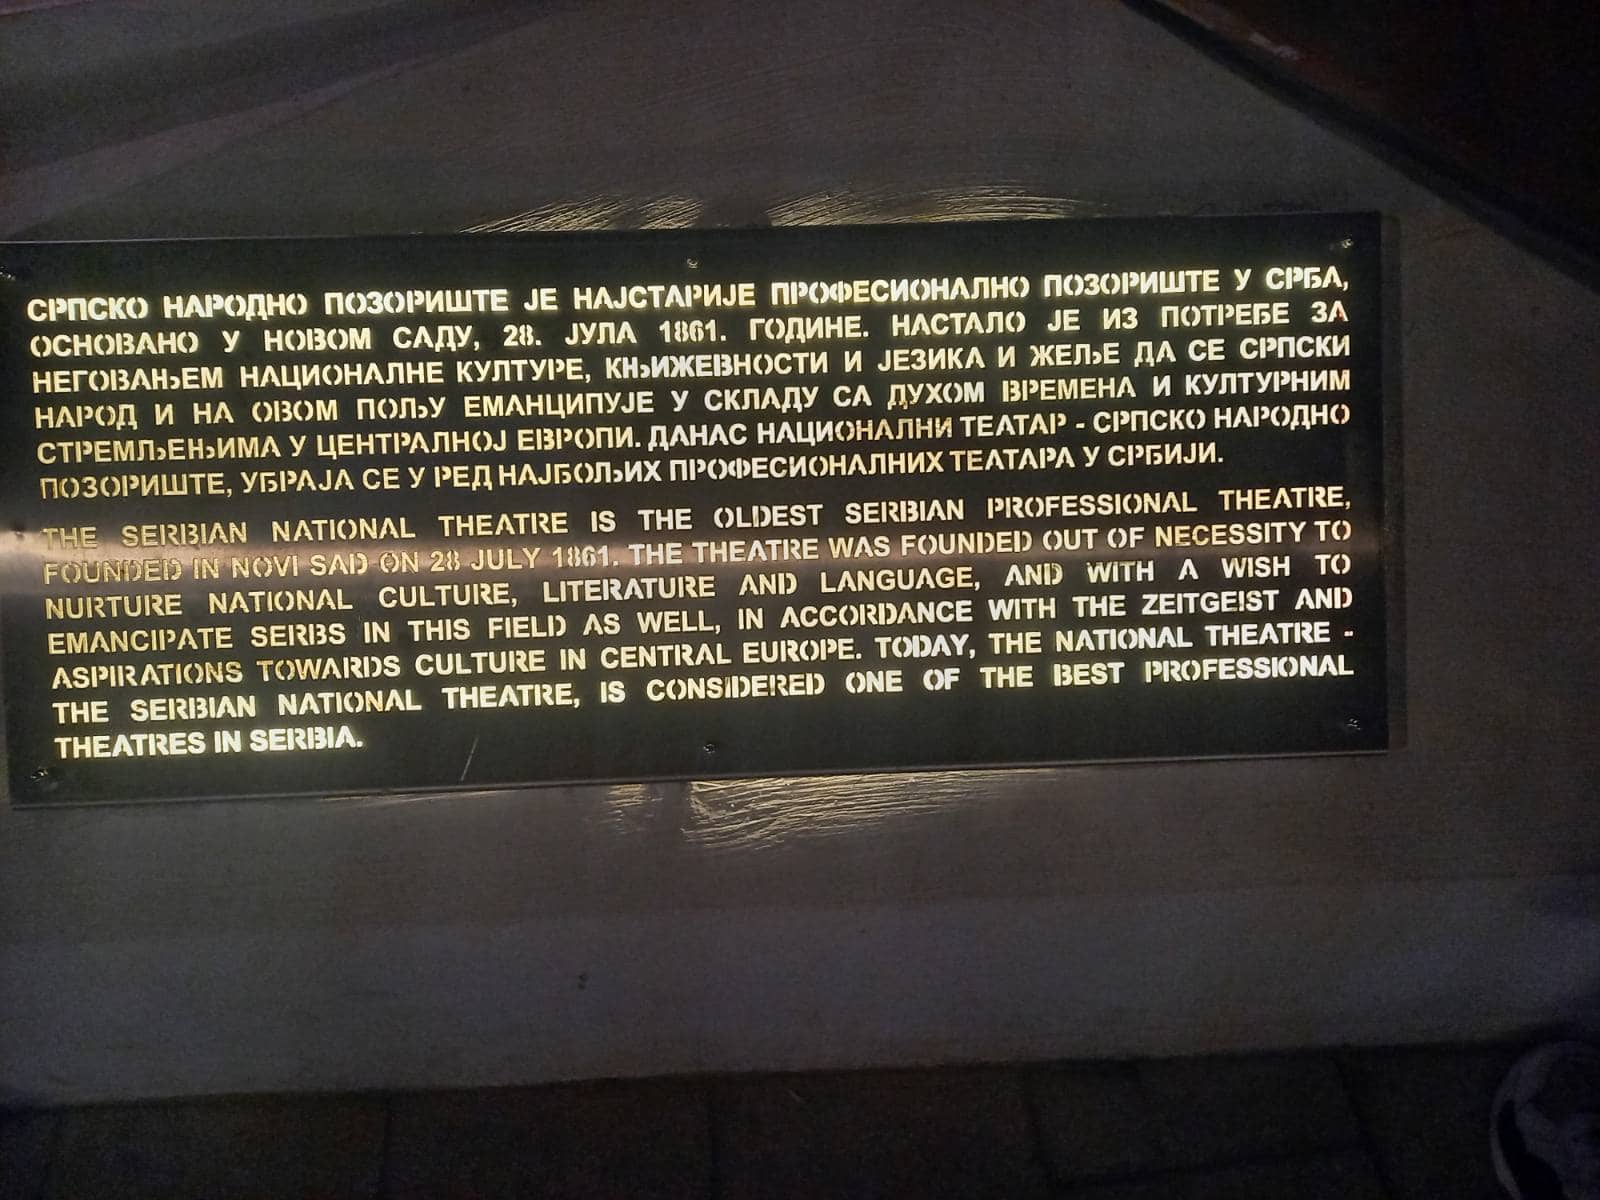 СРПСКО НАРОДНО ПОЗОРИШТЕ ЈЕ НАЈСТАРИЈЕ ПРОФЕСИОНАЛНО ПОЗОРИШТЕ У СРБА,
ОСНОВАНО У НОВОМ САДУ, 28. ЈУЛА 1861. ГОДИНЕ. НАСТАЛО ЈЕ ИЗ ПОТРЕБЕ ЗА
НЕГОВАЊЕМ НАЦИОНАЛНЕ КУЛТУРЕ, КЊИЖЕВНОСТИ И ЈЕЗИКА И ЖЕЉЕ ДА СЕ СРПСКИ
НАРОД И НА ОВОМ ПОЉУ ЕМАНЦИПУЈЕ У СКЛАДУ СА ДУХОМ ВРЕМЕНА И КУЛТУРНИМ
СТРЕМЉЕЊИМА У ЦЕНТРАЛНОЈ ЕВРОПИ. ДАНАС НАЦИОНАЛНИ ТЕАТАР - СРПСКО НАРОДНО
ПОЗОРИШТЕ, УБРАЈА СЕ У РЕД НАЈБОЉИХ ПРОФЕСИОНАЛНИХ ТЕАТАРА У СРБИЈИ.
THE SERBIAN NATIONAL THEATRE IS THE OLDEST SERBIAN PROFESSIONAL THEATRE,
FOUNDED IN NOVI SAD ON 28 JULY 1861. THE THEATRE WAS FOUNDED OUT OF NECESSITY TO
NURTURE NATIONAL CULTURE, LITERATURE AND LANGUAGE, AND WITH A WISH TO
EMANCIPATE SERBS IN THIS FIELD AS WELL, IN ACCORDANCE WITH THE ZEITGEIST AND
ASPIRATIONS TOWARDS CULTURE IN CENTRAL EUROPE. TODAY, THE NATIONAL THEATRE -
THE SERBIAN NATIONAL THEATRE, IS CONSIDERED ONE OF THE BEST PROFESSIONAL
THEATRES IN SERBIA.